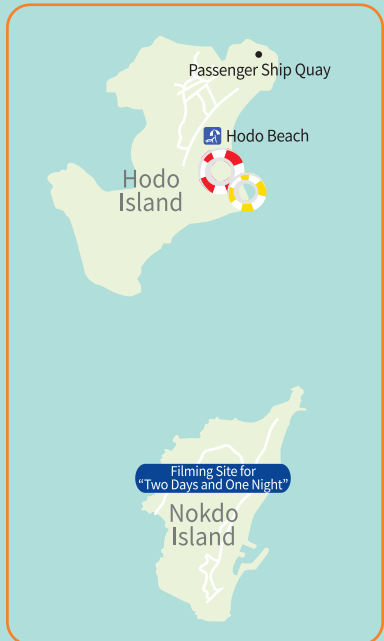 Passenger Ship Quay
Hodo Beach
Hodo
Island
Filming Site for
“Two Days and One Night”
Nokdo
Island